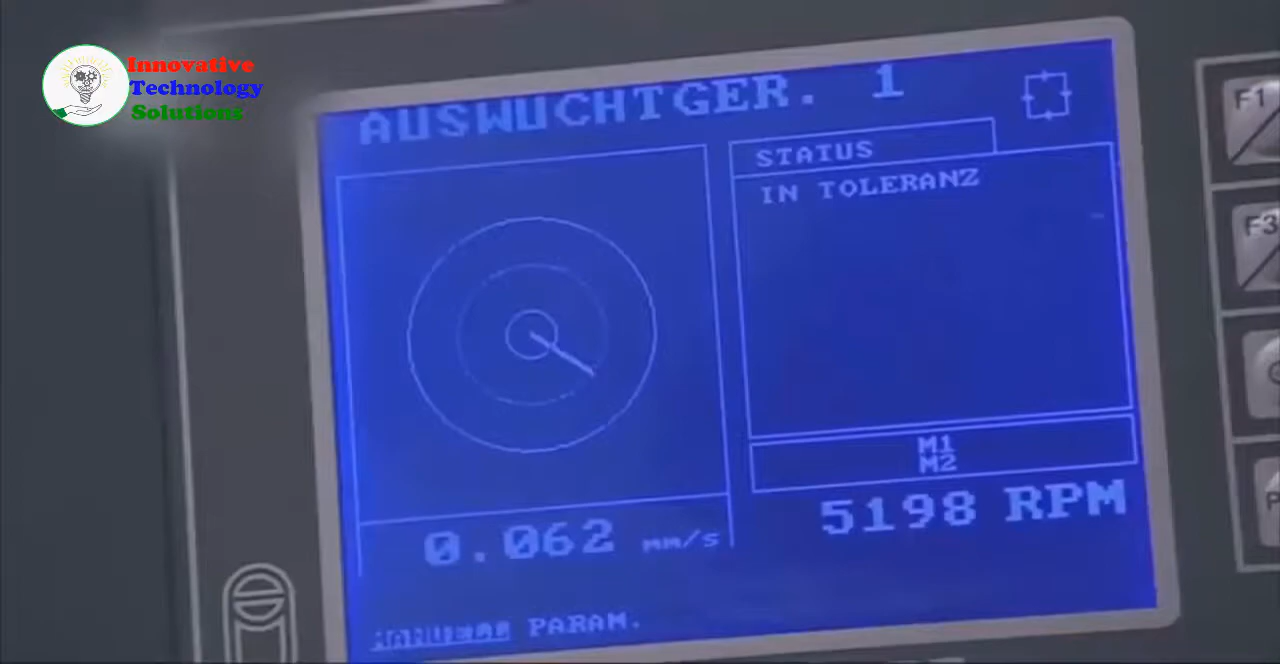 Innovative
Technology
Solutions
AUSWUCHTGER. 1
STATUS
IN TOLERANZ
M1
M2
0.062 mm/s
5198 RPM
PARAM.
F1
F3